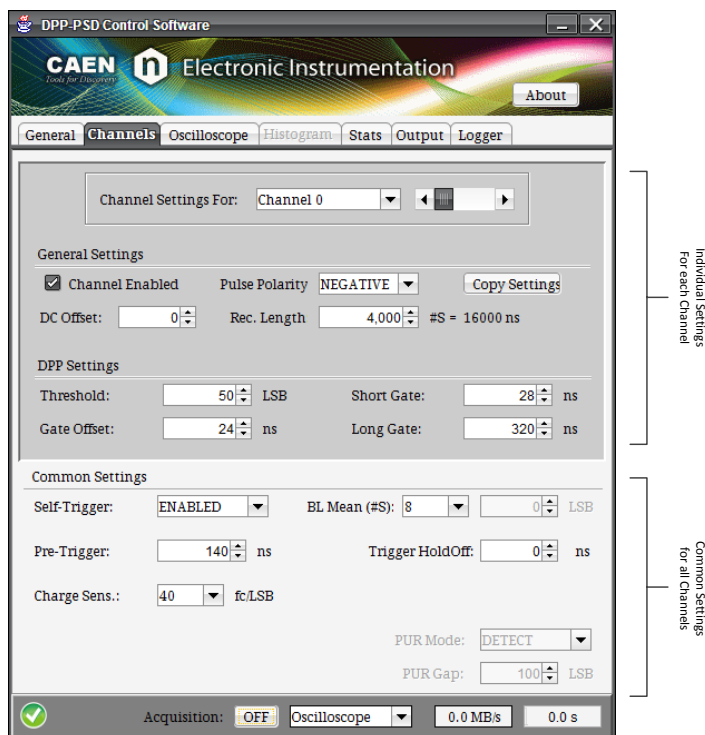 DPP-PSD Control Software
CAEN n Electronic Instrumentation
Tools for Discovery
About
General Channels Oscilloscope Histogram Stats Output Logger
Channel Settings For: Channel 0
General Settings
Channel Enabled Pulse Polarity NEGATIVE Copy Settings
DC Offset: 0 Rec. Length 4,000 #S = 16000 ns
DPP Settings
Threshold: 50 LSB Short Gate: 28 ns
Gate Offset: 24 ns Long Gate: 320 ns
Individual Settings
For each Channel
Common Settings
Self-Trigger: ENABLED BL Mean (#S): 8 0 LSB
Pre-Trigger: 140 ns Trigger HoldOff: 0 ns
Charge Sens.: 40 fc/LSB
PUR Mode: DETECT
PUR Gap: 100 LSB
Common Settings
for all Channels
Acquisition: OFF Oscilloscope 0.0 MB/s 0.0 s